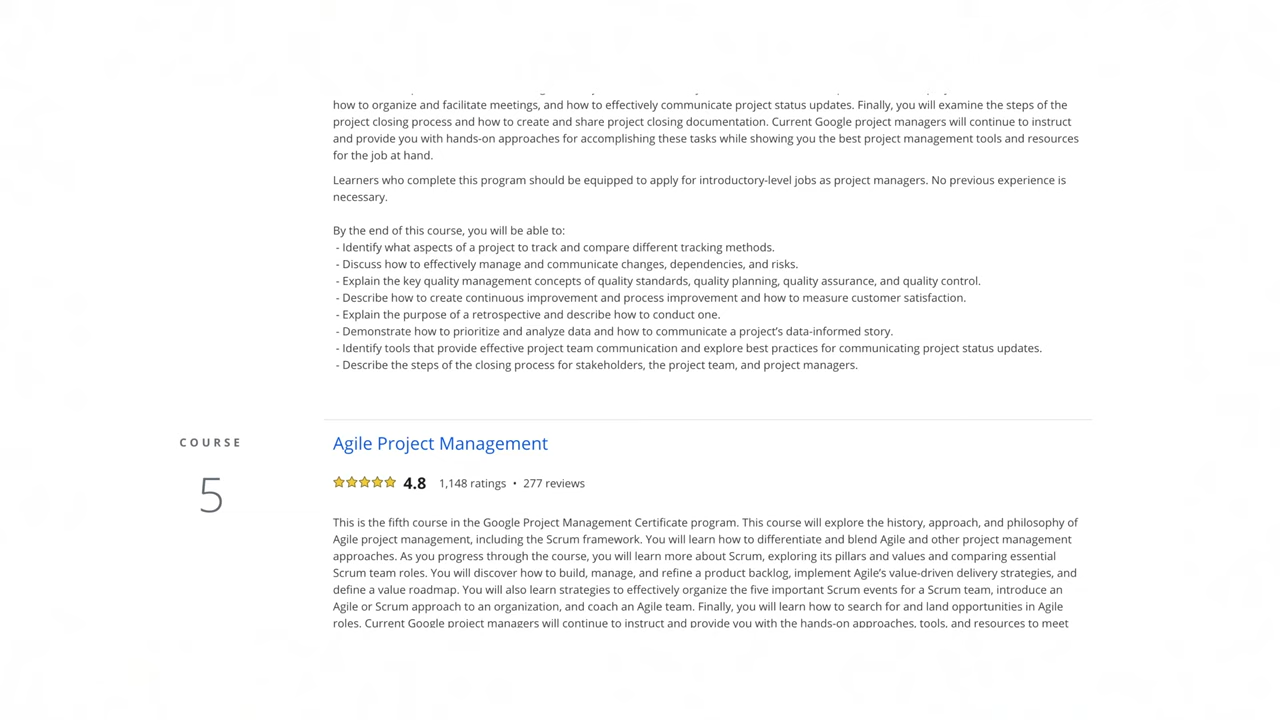 how to organize and facilitate meetings, and how to effectively communicate project status updates. Finally, you will examine the steps of the
project closing process and how to create and share project closing documentation. Current Google project managers will continue to instruct
and provide you with hands-on approaches for accomplishing these tasks while showing you the best project management tools and resources
for the job at hand.
Learners who complete this program should be equipped to apply for introductory-level jobs as project managers. No previous experience is
necessary.
By the end of this course, you will be able to:
- Identify what aspects of a project to track and compare different tracking methods.
- Discuss how to effectively manage and communicate changes, dependencies, and risks.
- Explain the key quality management concepts of quality standards, quality planning, quality assurance, and quality control.
- Describe how to create continuous improvement and process improvement and how to measure customer satisfaction.
- Explain the purpose of a retrospective and describe how to conduct one.
- Demonstrate how to prioritize and analyze data and how to communicate a project’s data-informed story.
- Identify tools that provide effective project team communication and explore best practices for communicating project status updates.
- Describe the steps of the closing process for stakeholders, the project team, and project managers.
COURSE
5
Agile Project Management
4.8 1,148 ratings • 277 reviews
This is the fifth course in the Google Project Management Certificate program. This course will explore the history, approach, and philosophy of
Agile project management, including the Scrum framework. You will learn how to differentiate and blend Agile and other project management
approaches. As you progress through the course, you will learn more about Scrum, exploring its pillars and values and comparing essential
Scrum team roles. You will discover how to build, manage, and refine a product backlog, implement Agile’s value-driven delivery strategies, and
define a value roadmap. You will also learn strategies to effectively organize the five important Scrum events for a Scrum team, introduce an
Agile or Scrum approach to an organization, and coach an Agile team. Finally, you will learn how to search for and land opportunities in Agile
roles. Current Google project managers will continue to instruct and provide you with the hands-on approaches, tools, and resources to meet